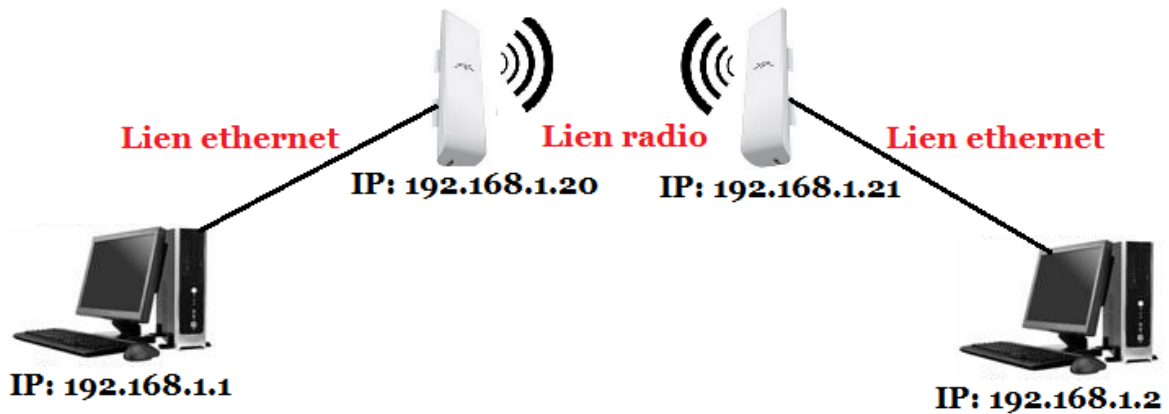 Lien ethernet
Lien radio
Lien ethernet
IP: 192.168.1.20
IP: 192.168.1.21
IP: 192.168.1.1
IP: 192.168.1.2